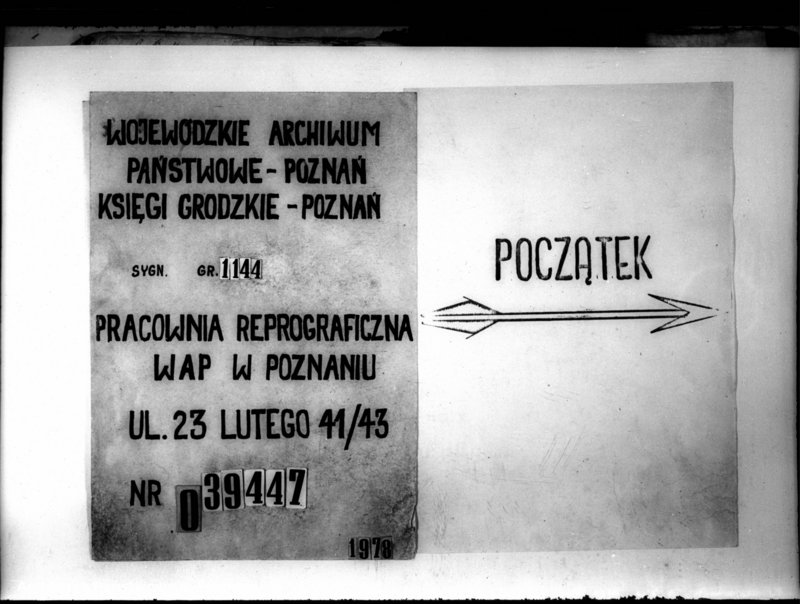 WOJEWÓDZKIE ARCHIWUM
PAŃSTWOWE - POZNAŃ
KSIĘGI GRODZKIE - POZNAŃ
SYGN. GR. 1144
PRACOWNIA REPROGRAFICZNA
WAP W POZNANIU
UL. 23 LUTEGO 41/43
NR 039447
1978
POCZĄTEK